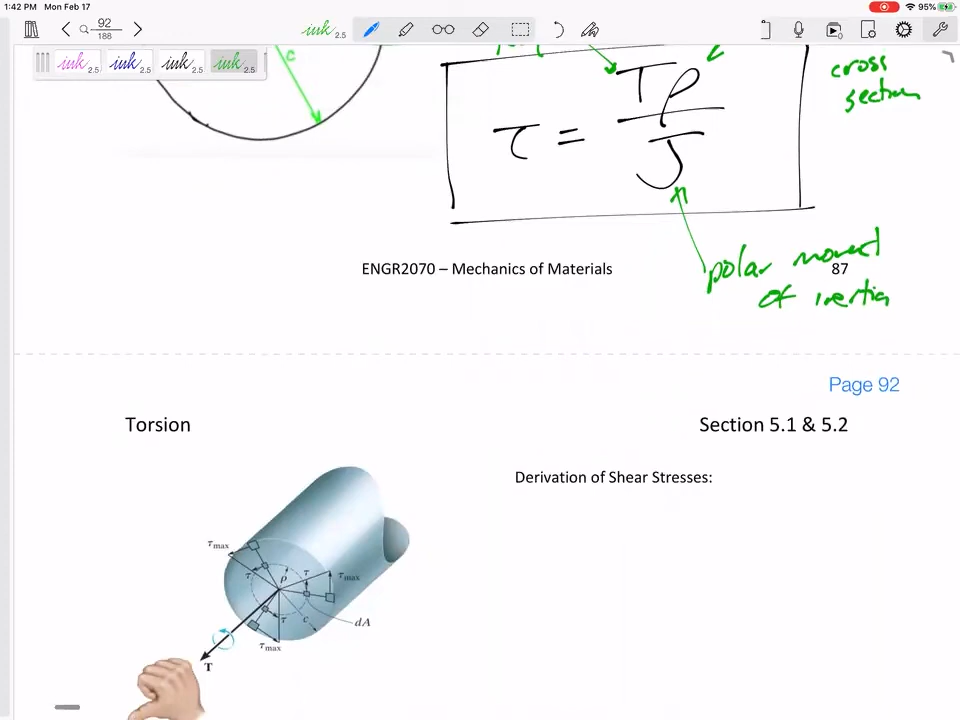 1:42 PM Mon Feb 17
95%
92
188
ink 2.5
ink 2.5
ink 2.5
ink 2.5
ink 2.5
c
τ = Tρ / J
cross
section
polar moment
of inertia
ENGR2070 – Mechanics of Materials
87
Page 92
Torsion
Section 5.1 & 5.2
Derivation of Shear Stresses:
τmax
τ
ρ
τ
τmax
τ
c
dA
τmax
T